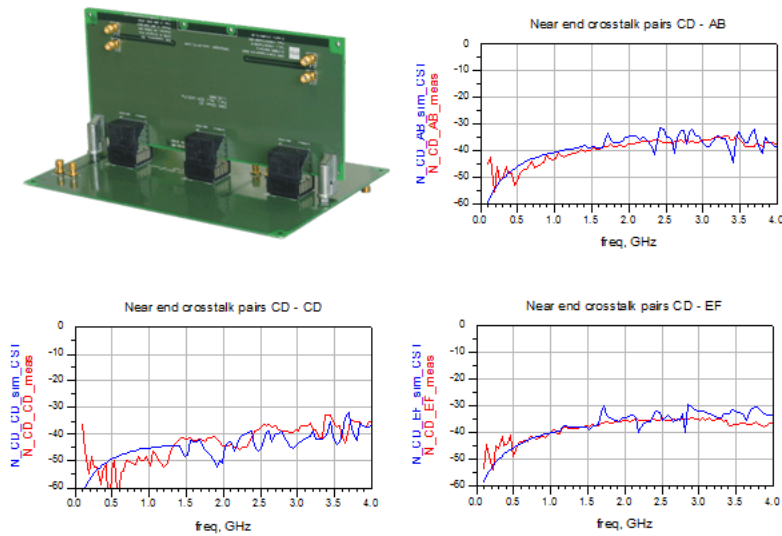 Near end crosstalk pairs CD - AB
N_CD_AB_sim_CST
N_CD_AB_meas
0
-10
-20
-30
-40
-50
-60
0.0 0.5 1.0 1.5 2.0 2.5 3.0 3.5 4.0
freq, GHz
Near end crosstalk pairs CD - CD
N_CD_CD_sim_CST
N_CD_CD_meas
0
-10
-20
-30
-40
-50
-60
0.0 0.5 1.0 1.5 2.0 2.5 3.0 3.5 4.0
freq, GHz
Near end crosstalk pairs CD - EF
N_CD_EF_sim_CST
N_CD_EF_meas
0
-10
-20
-30
-40
-50
-60
0.0 0.5 1.0 1.5 2.0 2.5 3.0 3.5 4.0
freq, GHz